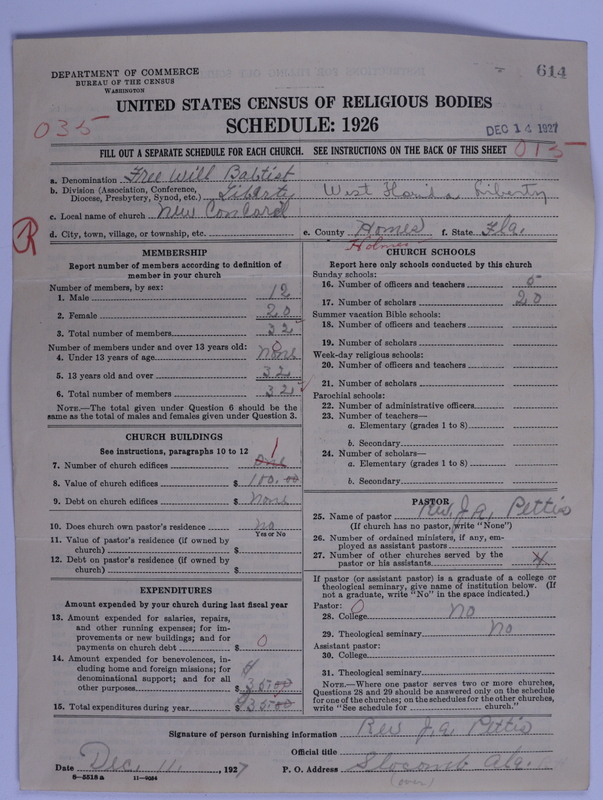 614
DEPARTMENT OF COMMERCE
BUREAU OF THE CENSUS
WASHINGTON
UNITED STATES CENSUS OF RELIGIOUS BODIES
SCHEDULE: 1926
035
DEC 14 1927
FILL OUT A SEPARATE SCHEDULE FOR EACH CHURCH. SEE INSTRUCTIONS ON THE BACK OF THIS SHEET 015
a. Denomination Free Will Baptist
b. Division (Association, Conference, Diocese, Presbytery, Synod, etc.) Liberty West Florida Liberty
c. Local name of church New Concord
d. City, town, village, or township, etc. e. County Homes f. State Fla.
Holmes
R
MEMBERSHIP
Report number of members according to definition of
member in your church
Number of members, by sex:
1. Male 12
2. Female 20
3. Total number of members 32
Number of members under and over 13 years old:
4. Under 13 years of age None 0
5. 13 years old and over 32
6. Total number of members 32
NOTE.—The total given under Question 6 should be the
same as the total of males and females given under Question 3.
CHURCH BUILDINGS
See instructions, paragraphs 10 to 12
7. Number of church edifices One 1
8. Value of church edifices $ 100.00
9. Debt on church edifices $ None
10. Does church own pastor's residence No
Yes or No
11. Value of pastor's residence (if owned by
church) $
12. Debt on pastor's residence (if owned by
church) $
EXPENDITURES
Amount expended by your church during last fiscal year
13. Amount expended for salaries, repairs,
and other running expenses; for im-
provements or new buildings; and for
payments on church debt $ 0
14. Amount expended for benevolences, in-
cluding home and foreign missions; for
denominational support; and for all
other purposes $
15. Total expenditures during year $
CHURCH SCHOOLS
Report here only schools conducted by this church
Sunday schools:
16. Number of officers and teachers 5
17. Number of scholars 20
Summer vacation Bible schools:
18. Number of officers and teachers
19. Number of scholars
Week-day religious schools:
20. Number of officers and teachers
21. Number of scholars
Parochial schools:
22. Number of administrative officers
23. Number of teachers—
a. Elementary (grades 1 to 8)
b. Secondary
24. Number of scholars—
a. Elementary (grades 1 to 8)
b. Secondary
PASTOR
25. Name of pastor Rev. J.A. Pettis
(If church has no pastor, write "None")
26. Number of ordained ministers, if any, em-
ployed as assistant pastors
27. Number of other churches served by the
pastor or his assistants
If pastor (or assistant pastor) is a graduate of a college or
theological seminary, give name of institution below. (If
not a graduate, write "No" in the space indicated.)
Pastor: 0
28. College No
29. Theological seminary No
Assistant pastor:
30. College
31. Theological seminary
NOTE.—Where one pastor serves two or more churches,
Questions 28 and 29 should be answered only on the schedule
for one of the churches; on the schedules for the other churches,
write "See schedule for church."
Signature of person furnishing information Rev J.A. Pettis
Official title
Date Dec. 11, 1927 P. O. Address Slocomb Ala.
8—5518 a 11—9684 (over)